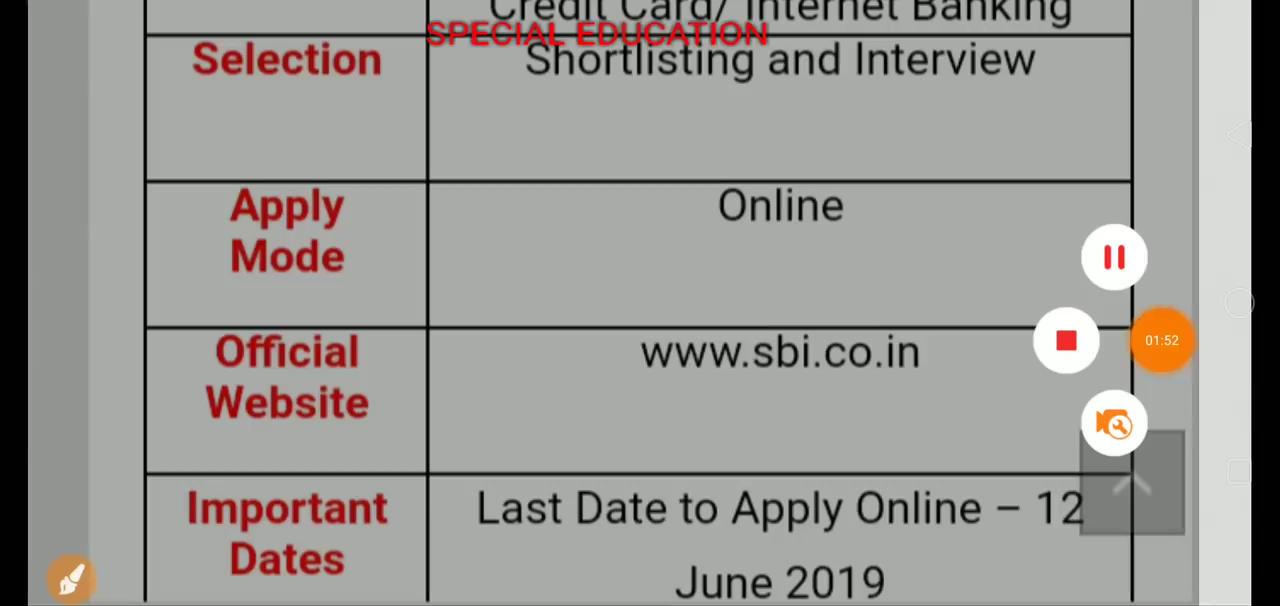 Credit Card/ Internet Banking
SPECIAL EDUCATION
Selection
Shortlisting and Interview
Apply
Mode
Online
Official
Website
www.sbi.co.in
01:52
Important
Dates
Last Date to Apply Online – 12
June 2019